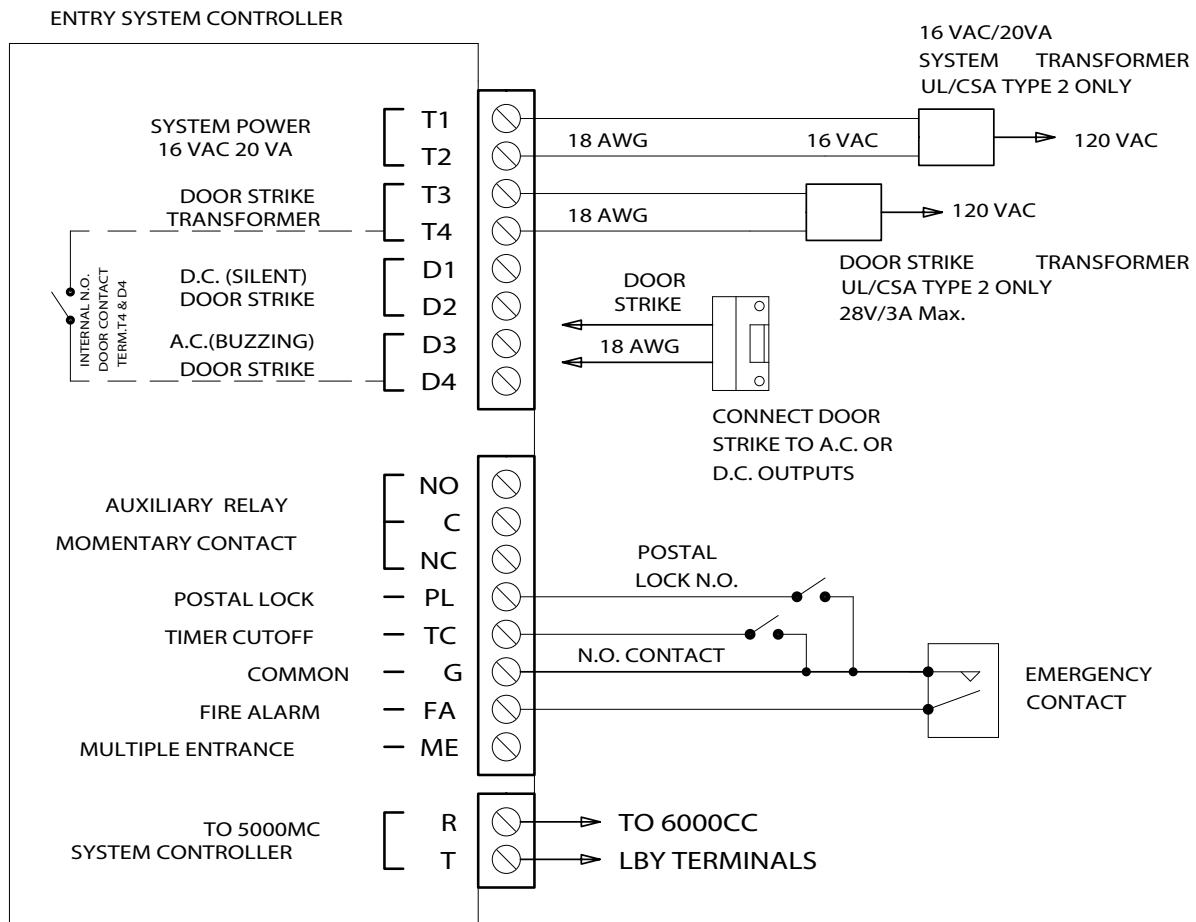 ENTRY SYSTEM CONTROLLER
16 VAC/20VA
SYSTEM TRANSFORMER
UL/CSA TYPE 2 ONLY
SYSTEM POWER
16 VAC 20 VA
T1
T2
18 AWG
16 VAC
120 VAC
DOOR STRIKE
TRANSFORMER
T3
T4
18 AWG
120 VAC
DOOR STRIKE TRANSFORMER
UL/CSA TYPE 2 ONLY
28V/3A Max.
INTERNAL N.O.
DOOR CONTACT
TERM.T4 & D4
D.C. (SILENT)
DOOR STRIKE
D1
D2
A.C.(BUZZING)
DOOR STRIKE
D3
D4
DOOR
STRIKE
18 AWG
CONNECT DOOR
STRIKE TO A.C. OR
D.C. OUTPUTS
AUXILIARY RELAY
MOMENTARY CONTACT
NO
C
NC
POSTAL LOCK
PL
POSTAL
LOCK N.O.
TIMER CUTOFF
TC
N.O. CONTACT
COMMON
G
FIRE ALARM
FA
EMERGENCY
CONTACT
MULTIPLE ENTRANCE
ME
TO 5000MC
SYSTEM CONTROLLER
R
T
TO 6000CC
LBY TERMINALS